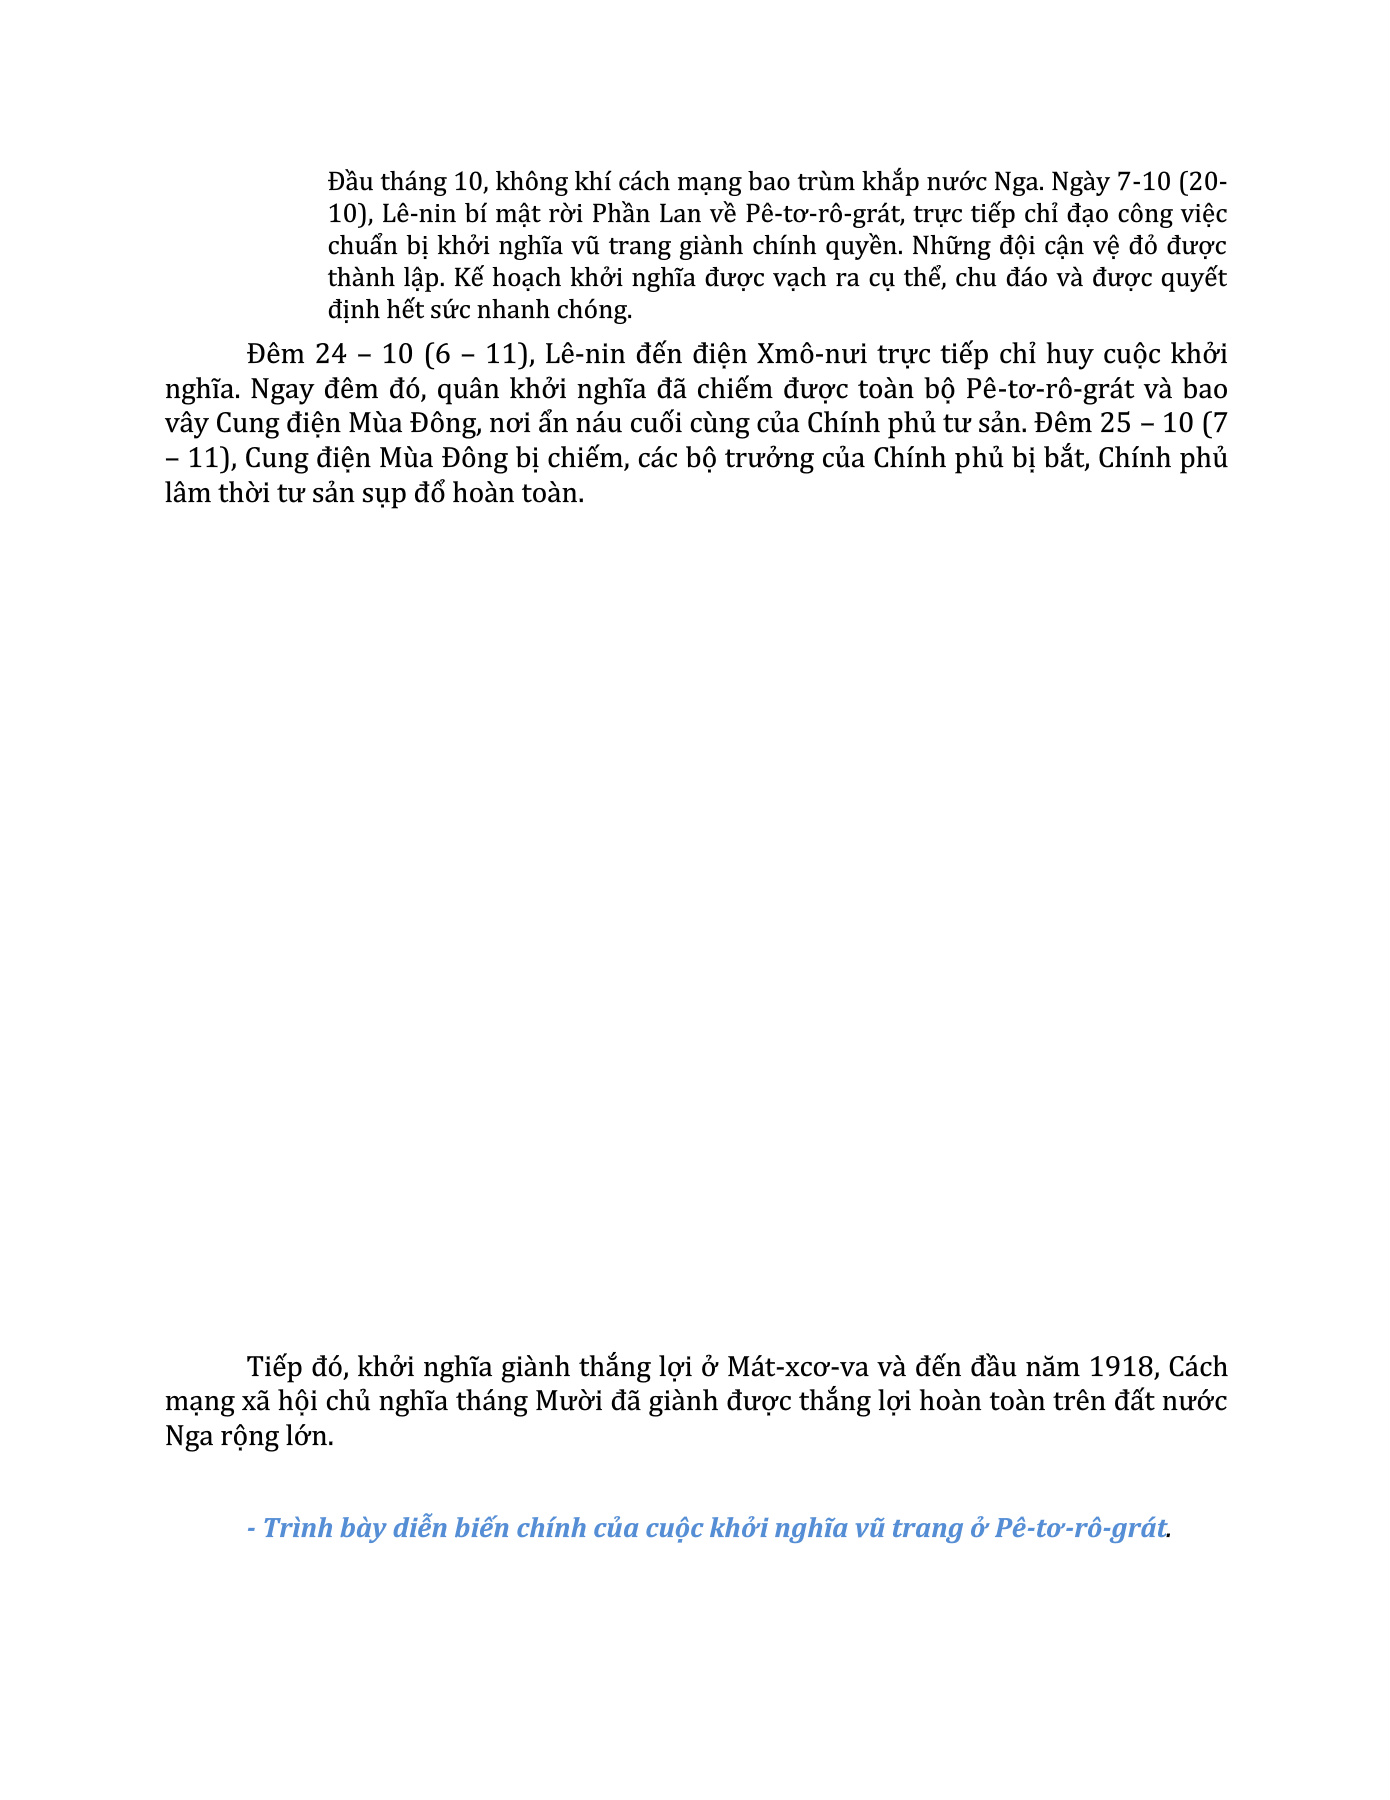 Đầu tháng 10, không khí cách mạng bao trùm khắp nước Nga. Ngày 7-10 (20-
10), Lê-nin bí mật rời Phần Lan về Pê-tơ-rô-grát, trực tiếp chỉ đạo công việc
chuẩn bị khởi nghĩa vũ trang giành chính quyền. Những đội cận vệ đỏ được
thành lập. Kế hoạch khởi nghĩa được vạch ra cụ thể, chu đáo và được quyết
định hết sức nhanh chóng.
Đêm 24 – 10 (6 – 11), Lê-nin đến điện Xmô-nưi trực tiếp chỉ huy cuộc khởi
nghĩa. Ngay đêm đó, quân khởi nghĩa đã chiếm được toàn bộ Pê-tơ-rô-grát và bao
vây Cung điện Mùa Đông, nơi ẩn náu cuối cùng của Chính phủ tư sản. Đêm 25 – 10 (7
– 11), Cung điện Mùa Đông bị chiếm, các bộ trưởng của Chính phủ bị bắt, Chính phủ
lâm thời tư sản sụp đổ hoàn toàn.
Tiếp đó, khởi nghĩa giành thắng lợi ở Mát-xcơ-va và đến đầu năm 1918, Cách
mạng xã hội chủ nghĩa tháng Mười đã giành được thắng lợi hoàn toàn trên đất nước
Nga rộng lớn.
- Trình bày diễn biến chính của cuộc khởi nghĩa vũ trang ở Pê-tơ-rô-grát.